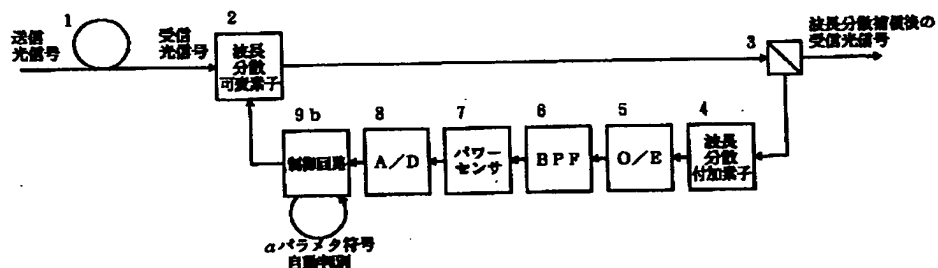 1
送信
光信号
受信
光信号
2
波長
分散
可変素子
3
波長分散補償後の
受信光信号
9b
制御回路
8
A/D
7
パワー
センサ
6
BPF
5
O/E
4
波長
分散
付加素子
αパラメタ符号
自動判別